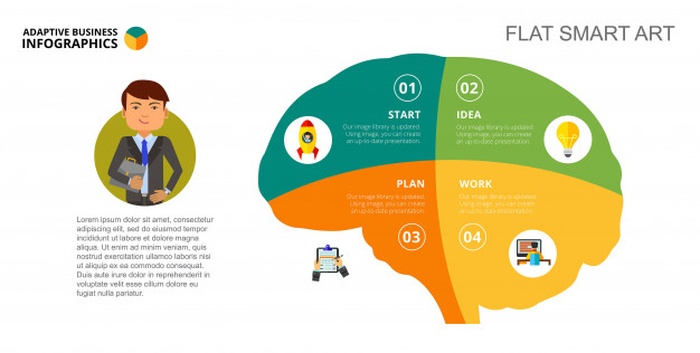 ADAPTIVE BUSINESS
INFOGRAPHICS
FLAT SMART ART
01
START
Our image library is updated.
Using image, you can create
an up-to-date presentation.
02
IDEA
Our image library is updated.
Using image, you can create
an up-to-date presentation.
PLAN
Our image library is updated.
Using image, you can create
an up-to-date presentation.
03
WORK
Our image library is updated.
Using image, you can create
an up-to-date presentation.
04
Lorem ipsum dolor sit amet, consectetur
adipiscing elit, sed do eiusmod tempor
incididunt ut labore et dolore magna
aliqua. Ut enim ad minim veniam, quis
nostrud exercitation ullamco laboris nisi
ut aliquip ex ea commodo consequat.
Duis aute irure dolor in reprehenderit in
voluptate velit esse cillum dolore eu
fugiat nulla pariatur.